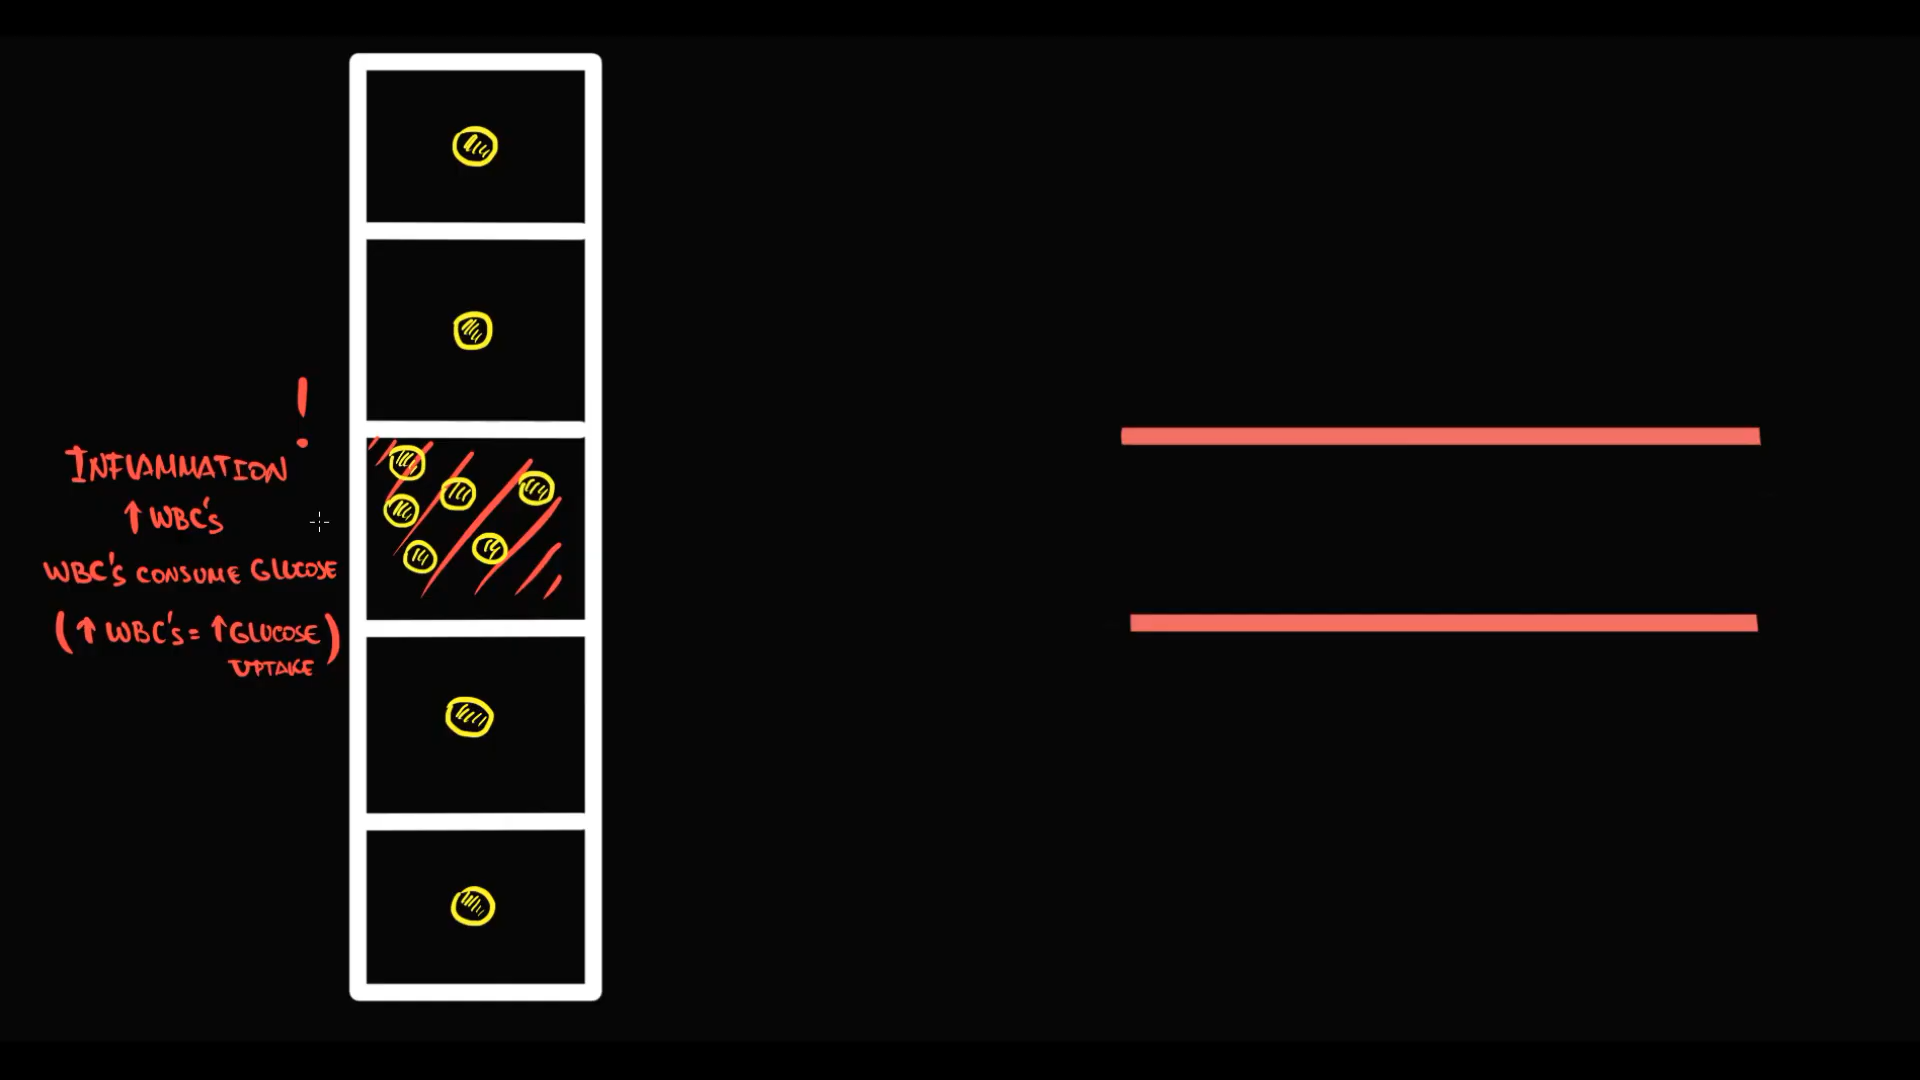 !
INFLAMMATION
↑ WBC's
WBC's CONSUME GLUCOSE
(↑ WBC's = ↑ GLUCOSE
UPTAKE)